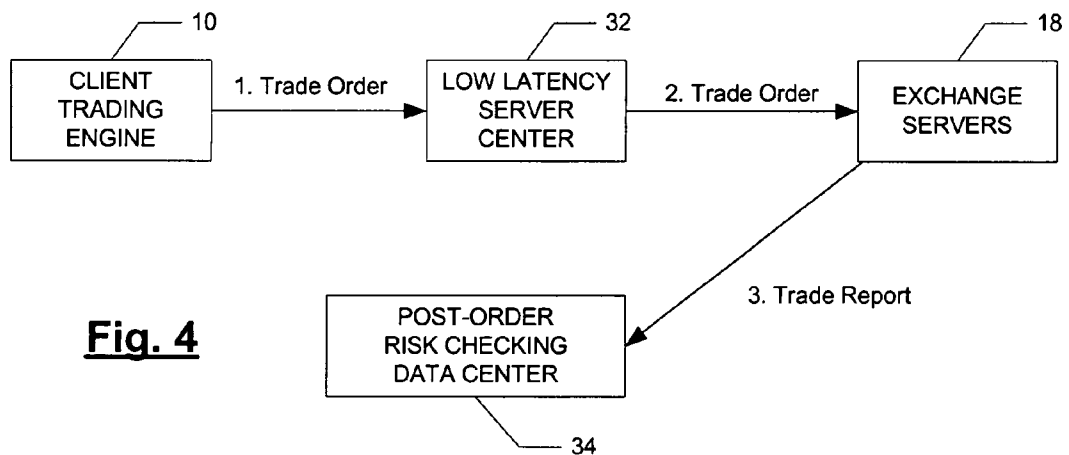 10
32
18
CLIENT
TRADING
ENGINE
1. Trade Order
LOW LATENCY
SERVER
CENTER
2. Trade Order
EXCHANGE
SERVERS
3. Trade Report
POST-ORDER
RISK CHECKING
DATA CENTER
Fig. 4
34